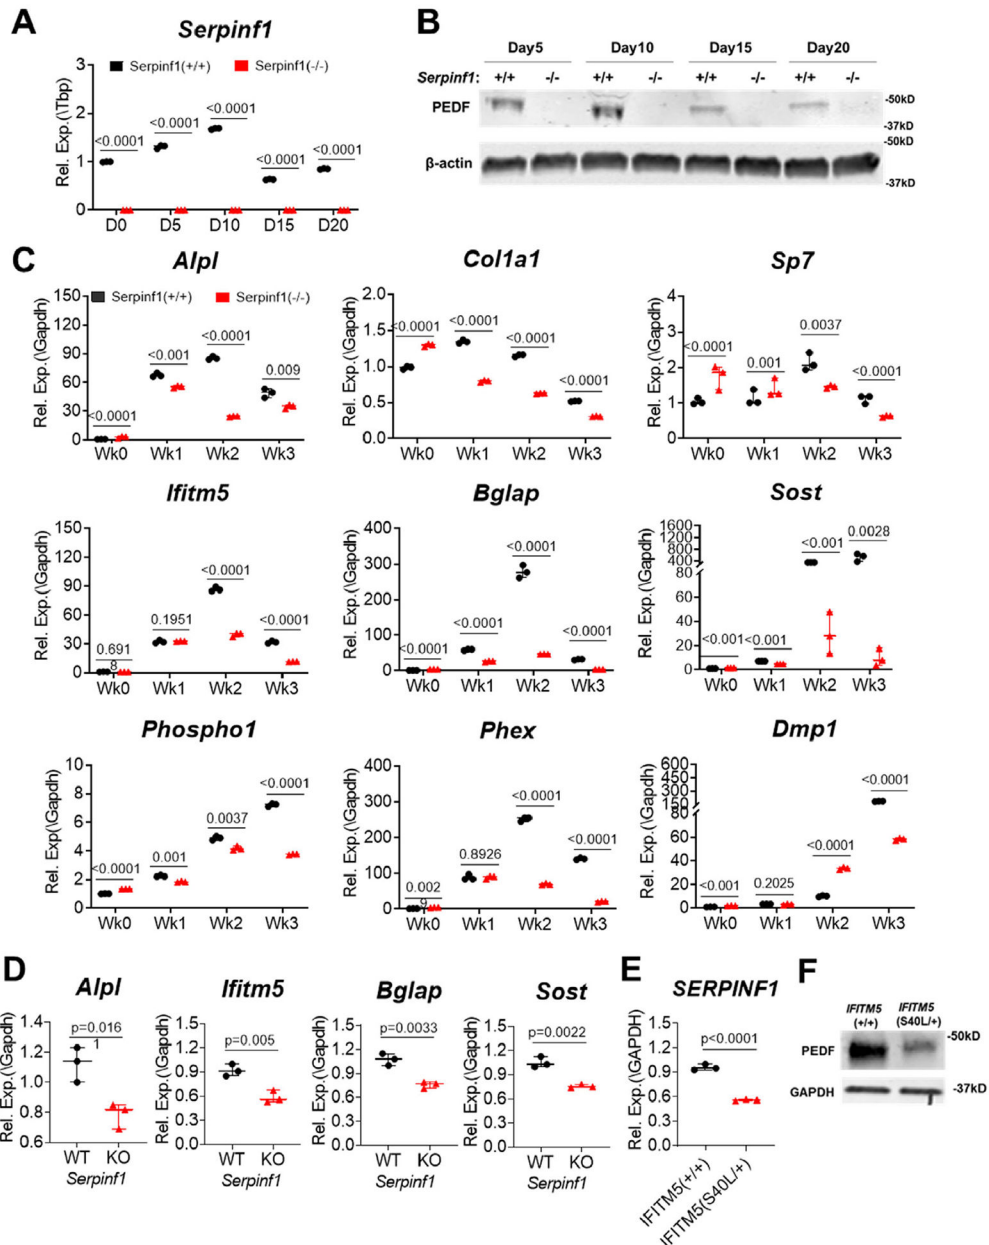 A
Serpinf1
Serpinf1(+/+) Serpinf1(-/-)
Rel. Exp.(\Tbp)
3
2
1
0
<0.0001
<0.0001
<0.0001
<0.0001
<0.0001
D0 D5 D10 D15 D20
B
Day5 Day10 Day15 Day20
Serpinf1: +/+ -/- +/+ -/- +/+ -/- +/+ -/-
PEDF
-50kD
-37kD
β-actin
-50kD
-37kD
C
Alpl
Serpinf1(+/+) Serpinf1(-/-)
Rel. Exp.(\Gapdh)
150
120
90
60
30
0
<0.0001
<0.001
<0.0001
0.009
Wk0 Wk1 Wk2 Wk3
Col1a1
Rel. Exp.(\Gapdh)
2.0
1.5
1.0
0.5
0.0
<0.0001
<0.0001
<0.0001
<0.0001
Wk0 Wk1 Wk2 Wk3
Sp7
Rel. Exp.(\Gapdh)
4
3
2
1
0
<0.0001
0.001
0.0037
<0.0001
Wk0 Wk1 Wk2 Wk3
Ifitm5
Rel. Exp.(\Gapdh)
150
120
90
60
30
0
0.691
8
0.1951
<0.0001
<0.0001
Wk0 Wk1 Wk2 Wk3
Bglap
Rel. Exp.(\Gapdh)
400
300
200
100
0
<0.0001
<0.0001
<0.0001
<0.0001
Wk0 Wk1 Wk2 Wk3
Sost
Rel. Exp.(\Gapdh)
1600
1200
800
400
80
60
40
20
0
<0.001
<0.001
<0.001
0.0028
Wk0 Wk1 Wk2 Wk3
Phospho1
Rel. Exp(\Gapdh)
10
8
6
4
2
0
<0.0001
0.001
0.0037
<0.0001
Wk0 Wk1 Wk2 Wk3
Phex
Rel. Exp.(\Gapdh)
400
300
200
100
0
0.002
9
0.8926
<0.0001
<0.0001
Wk0 Wk1 Wk2 Wk3
Dmp1
Rel. Exp.(\Gapdh)
600
450
300
150
80
60
40
20
0
<0.001
0.2025
<0.0001
<0.0001
Wk0 Wk1 Wk2 Wk3
D
Alpl
Rel. Exp.(\Gapdh)
1.4
1.2
1.0
0.8
0.6
p=0.016
1
WT KO
Serpinf1
Ifitm5
Rel. Exp.(\Gapdh)
1.5
1.2
0.9
0.6
0.3
0.0
p=0.005
WT KO
Serpinf1
Bglap
Rel. Exp.(\Gapdh)
1.5
1.2
0.9
0.6
0.3
0.0
p=0.0033
WT KO
Serpinf1
Sost
Rel. Exp.(\Gapdh)
1.5
1.2
0.9
0.6
0.3
0.0
p=0.0022
WT KO
Serpinf1
E
SERPINF1
Rel. Exp.(\GAPDH)
1.5
1.2
0.9
0.6
0.3
0.0
p<0.0001
IFITM5(+/+)
IFITM5(S40L/+)
F
IFITM5 IFITM5
(+/+) (S40L/+)
PEDF
-50kD
GAPDH
-37kD